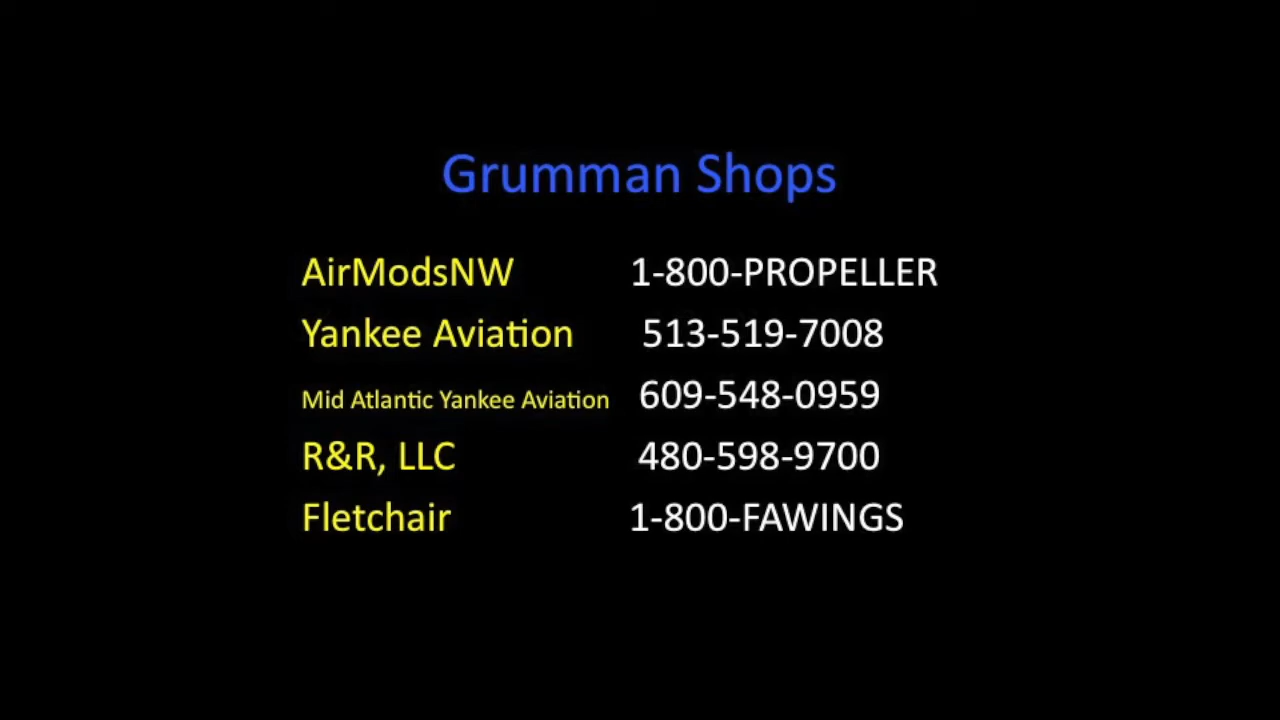 Grumman Shops
AirModsNW 1-800-PROPELLER
Yankee Aviation 513-519-7008
Mid Atlantic Yankee Aviation 609-548-0959
R&R, LLC 480-598-9700
Fletchair 1-800-FAWINGS